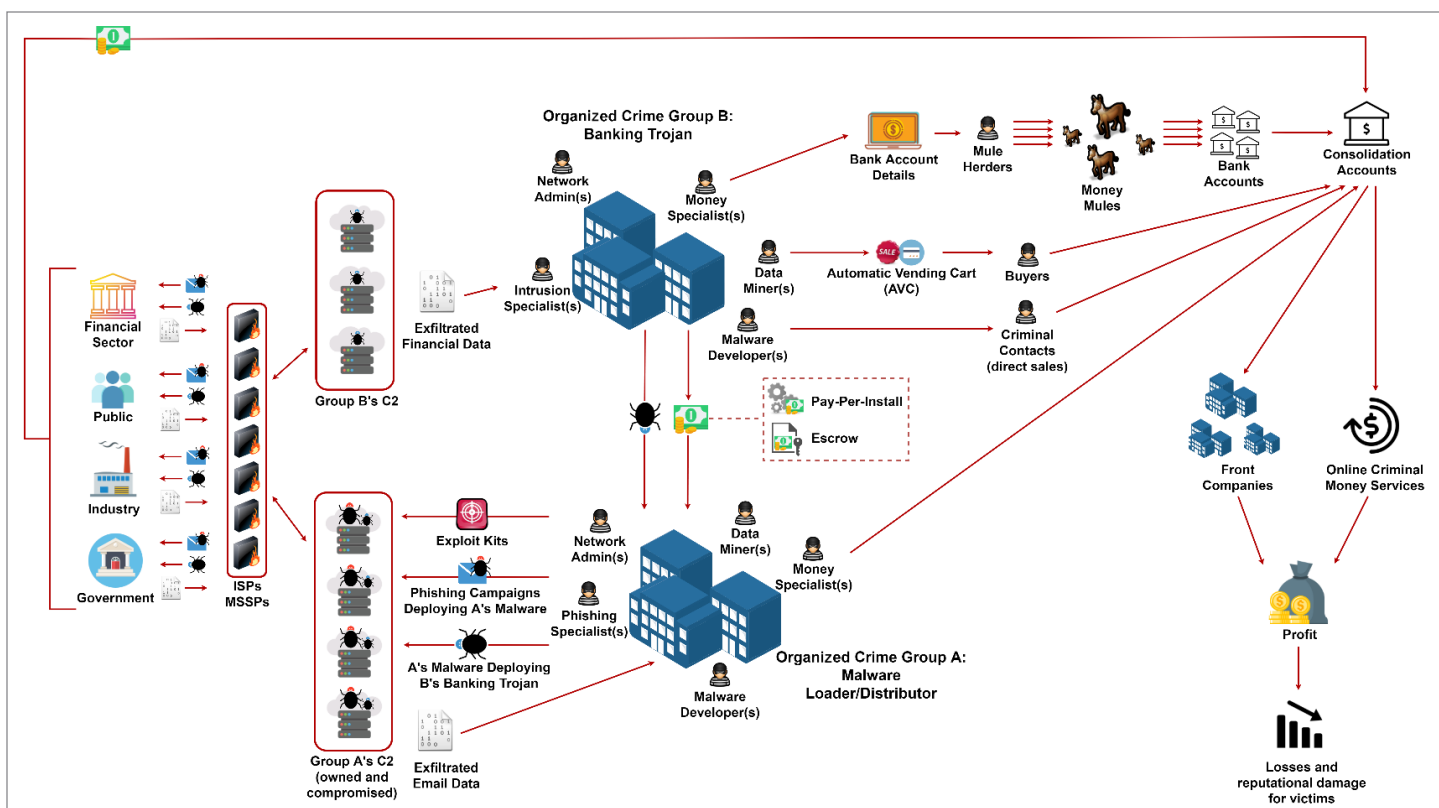 Organized Crime Group B:
Banking Trojan
Network
Admin(s)
Money
Specialist(s)
Intrusion
Specialist(s)
Data
Miner(s)
Malware
Developer(s)
Bank Account
Details
Mule
Herders
Money
Mules
Bank
Accounts
Consolidation
Accounts
SALE
Automatic Vending Cart
(AVC)
Buyers
Criminal
Contacts
(direct sales)
Financial
Sector
Public
Industry
Government
ISPs
MSSPs
Group B's C2
Exfiltrated
Financial Data
Pay-Per-Install
Escrow
Front
Companies
Online Criminal
Money Services
Profit
Losses and
reputational damage
for victims
Exploit Kits
Phishing Campaigns
Deploying A's Malware
A's Malware Deploying
B's Banking Trojan
Network
Admin(s)
Data
Miner(s)
Money
Specialist(s)
Phishing
Specialist(s)
Malware
Developer(s)
Organized Crime Group A:
Malware
Loader/Distributor
Group A's C2
(owned and
compromised)
Exfiltrated
Email Data